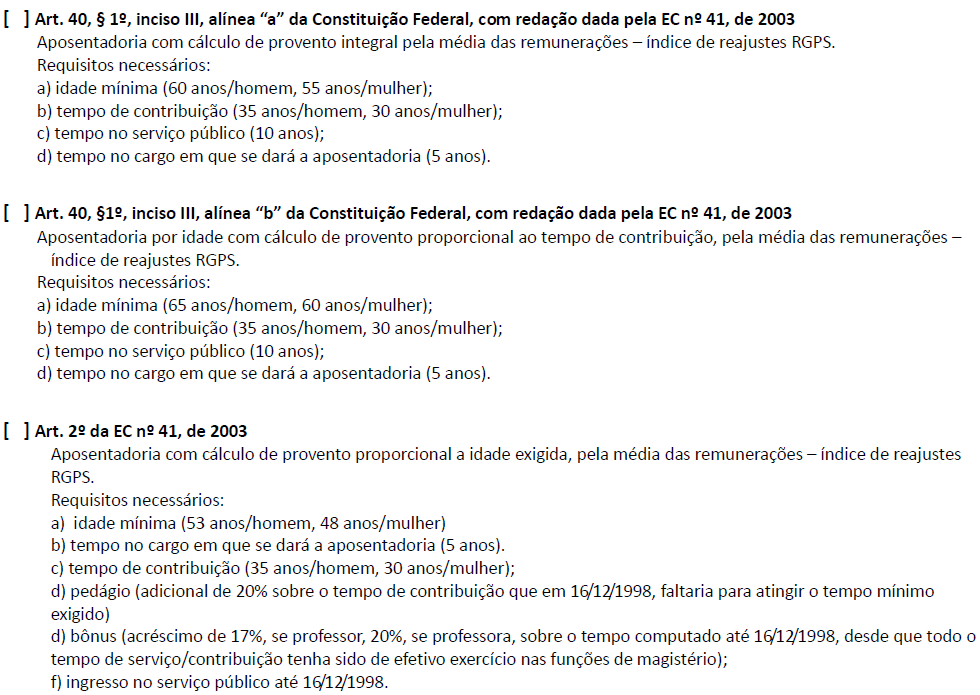 [   ] Art. 40, § 1º, inciso III, alínea “a” da Constituição Federal, com redação dada pela EC nº 41, de 2003
Aposentadoria com cálculo de provento integral pela média das remunerações – índice de reajustes RGPS.
Requisitos necessários:
a) idade mínima (60 anos/homem, 55 anos/mulher);
b) tempo de contribuição (35 anos/homem, 30 anos/mulher);
c) tempo no serviço público (10 anos);
d) tempo no cargo em que se dará a aposentadoria (5 anos).
[   ] Art. 40, §1º, inciso III, alínea “b” da Constituição Federal, com redação dada pela EC nº 41, de 2003
Aposentadoria por idade com cálculo de provento proporcional ao tempo de contribuição, pela média das remunerações –
índice de reajustes RGPS.
Requisitos necessários:
a) idade mínima (65 anos/homem, 60 anos/mulher);
b) tempo de contribuição (35 anos/homem, 30 anos/mulher);
c) tempo no serviço público (10 anos);
d) tempo no cargo em que se dará a aposentadoria (5 anos).
[   ] Art. 2º da EC nº 41, de 2003
Aposentadoria com cálculo de provento proporcional a idade exigida, pela média das remunerações – índice de reajustes
RGPS.
Requisitos necessários:
a)  idade mínima (53 anos/homem, 48 anos/mulher)
b) tempo no cargo em que se dará a aposentadoria (5 anos).
c) tempo de contribuição (35 anos/homem, 30 anos/mulher);
d) pedágio (adicional de 20% sobre o tempo de contribuição que em 16/12/1998, faltaria para atingir o tempo mínimo
exigido)
d) bônus (acréscimo de 17%, se professor, 20%, se professora, sobre o tempo computado até 16/12/1998, desde que todo o
tempo de serviço/contribuição tenha sido de efetivo exercício nas funções de magistério);
f) ingresso no serviço público até 16/12/1998.